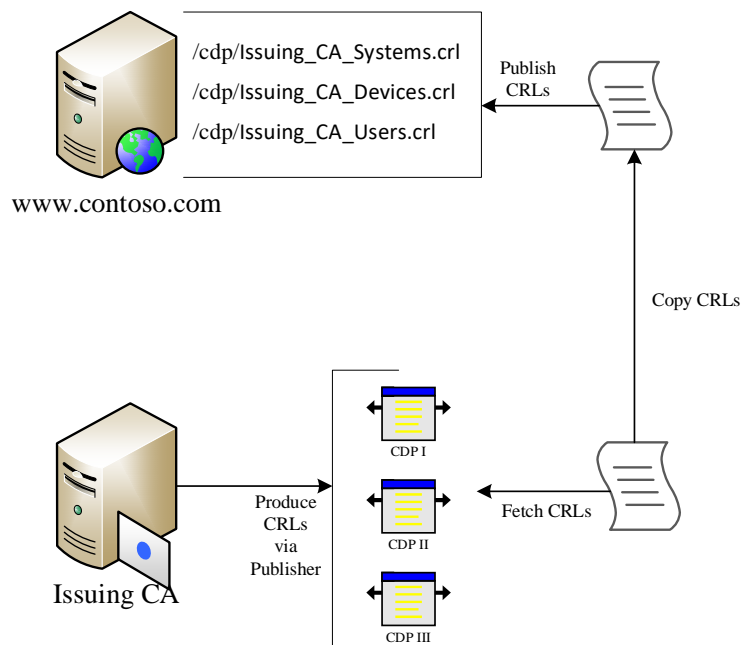 /cdp/Issuing_CA_Systems.crl
/cdp/Issuing_CA_Devices.crl
/cdp/Issuing_CA_Users.crl
www.contoso.com
Publish
CRLs
Copy CRLs
CDP I
CDP II
CDP III
Produce
CRLs
via
Publisher
Fetch CRLs
Issuing CA